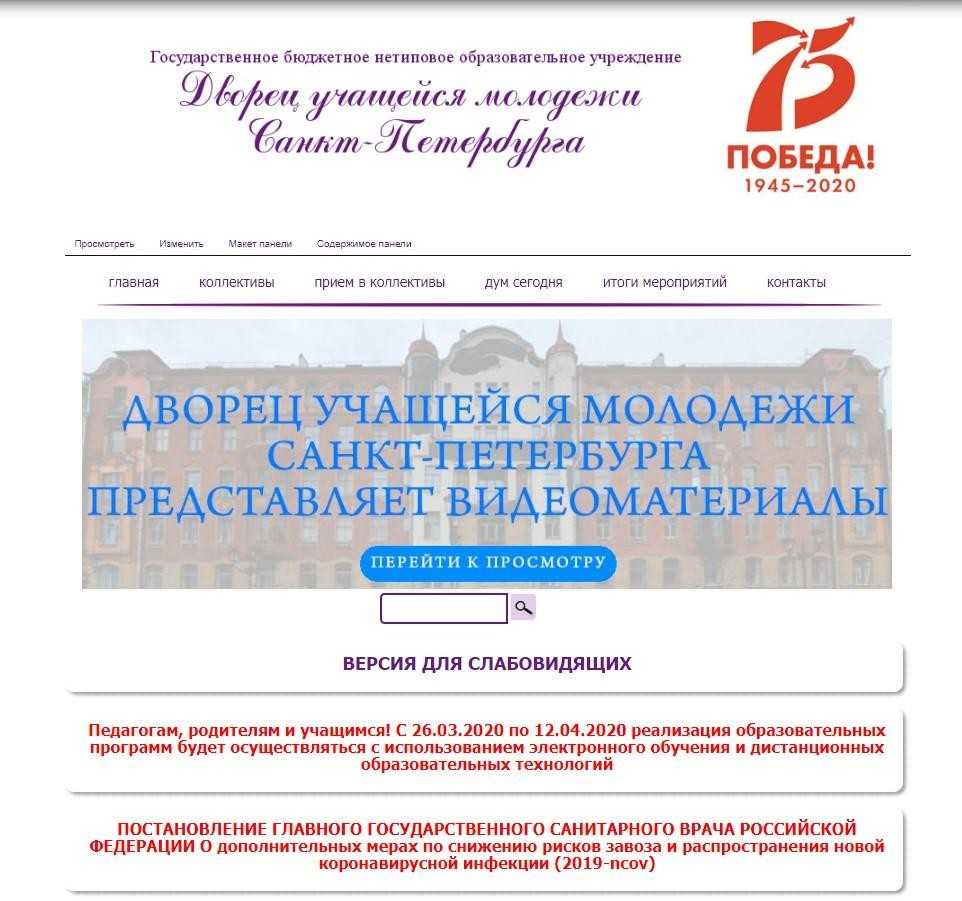 Государственное бюджетное нетиповое образовательное учреждение
Дворец учащейся молодежи
Санкт-Петербурга
75
ПОБЕДА!
1945–2020
Просмотреть Изменить Макет панели Содержимое панели
главная коллективы прием в коллективы дум сегодня итоги мероприятий контакты
ДВОРЕЦ УЧАЩЕЙСЯ МОЛОДЕЖИ
САНКТ-ПЕТЕРБУРГА
ПРЕДСТАВЛЯЕТ ВИДЕОМАТЕРИАЛЫ
ПЕРЕЙТИ К ПРОСМОТРУ
ВЕРСИЯ ДЛЯ СЛАБОВИДЯЩИХ
Педагогам, родителям и учащимся! С 26.03.2020 по 12.04.2020 реализация образовательных
программ будет осуществляться с использованием электронного обучения и дистанционных
образовательных технологий
ПОСТАНОВЛЕНИЕ ГЛАВНОГО ГОСУДАРСТВЕННОГО САНИТАРНОГО ВРАЧА РОССИЙСКОЙ
ФЕДЕРАЦИИ О дополнительных мерах по снижению рисков завоза и распространения новой
коронавирусной инфекции (2019-ncov)